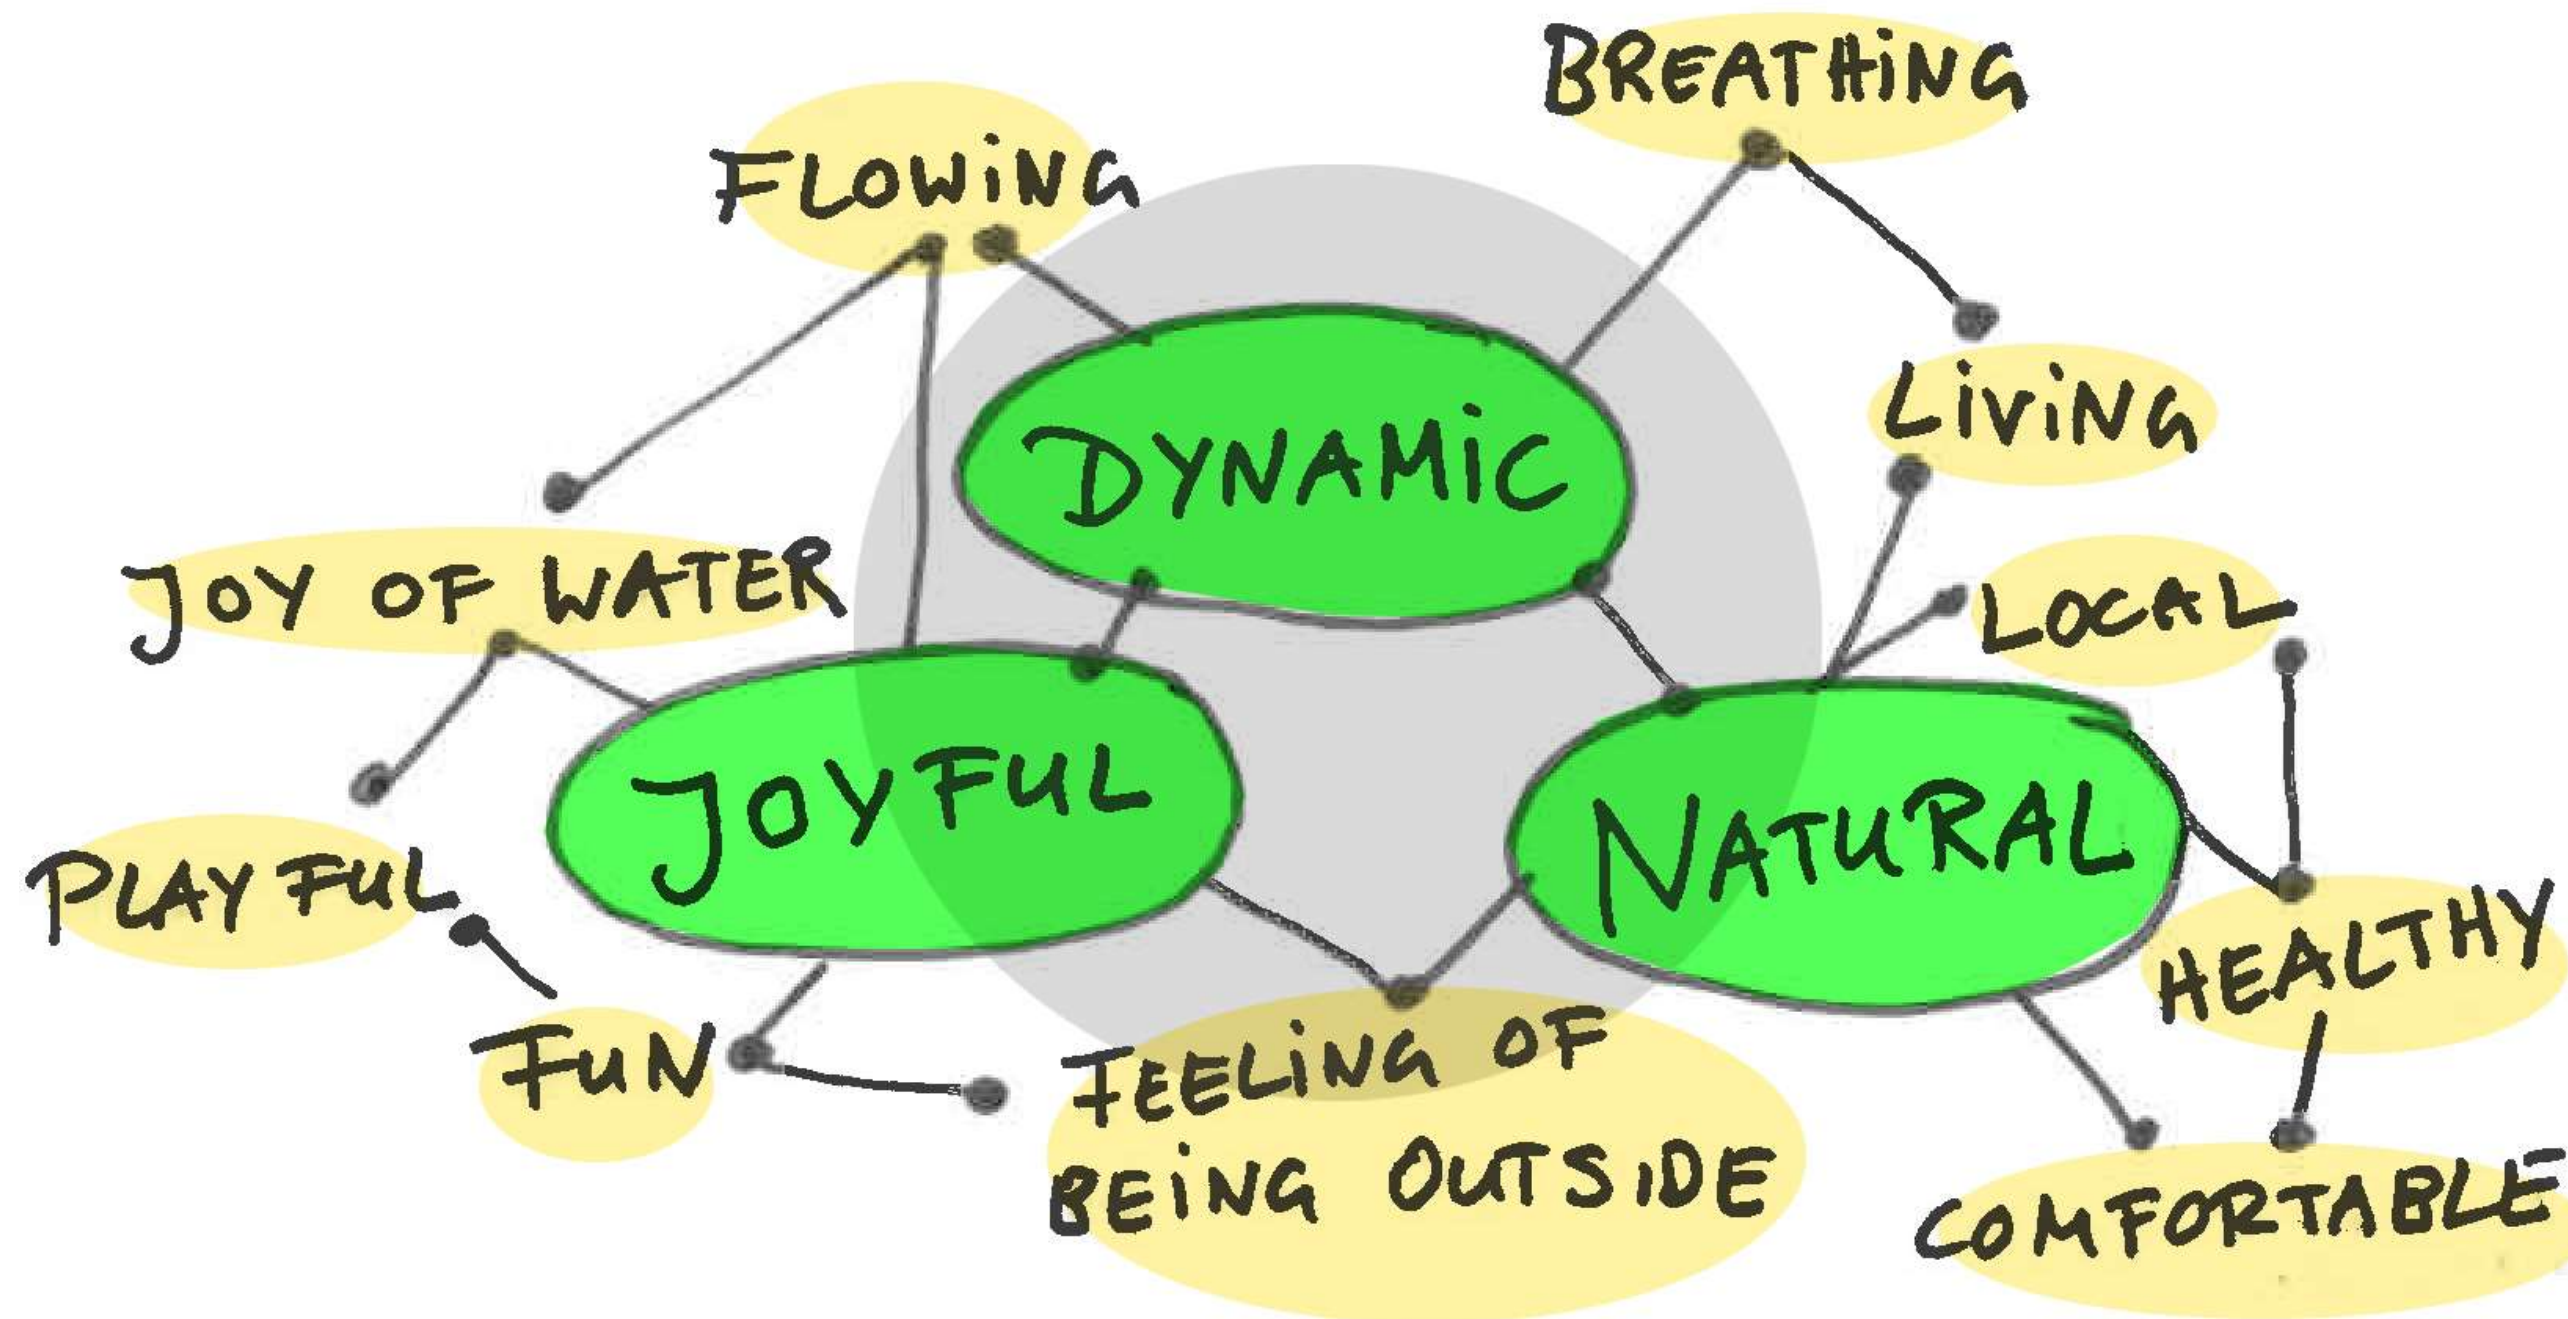 BREATHING
FLOWING
LIVING
DYNAMIC
JOY OF WATER
LOCAL
JOYFUL
NATURAL
PLAYFUL
HEALTHY
FUN
FEELING OF
BEING OUTSIDE
COMFORTABLE